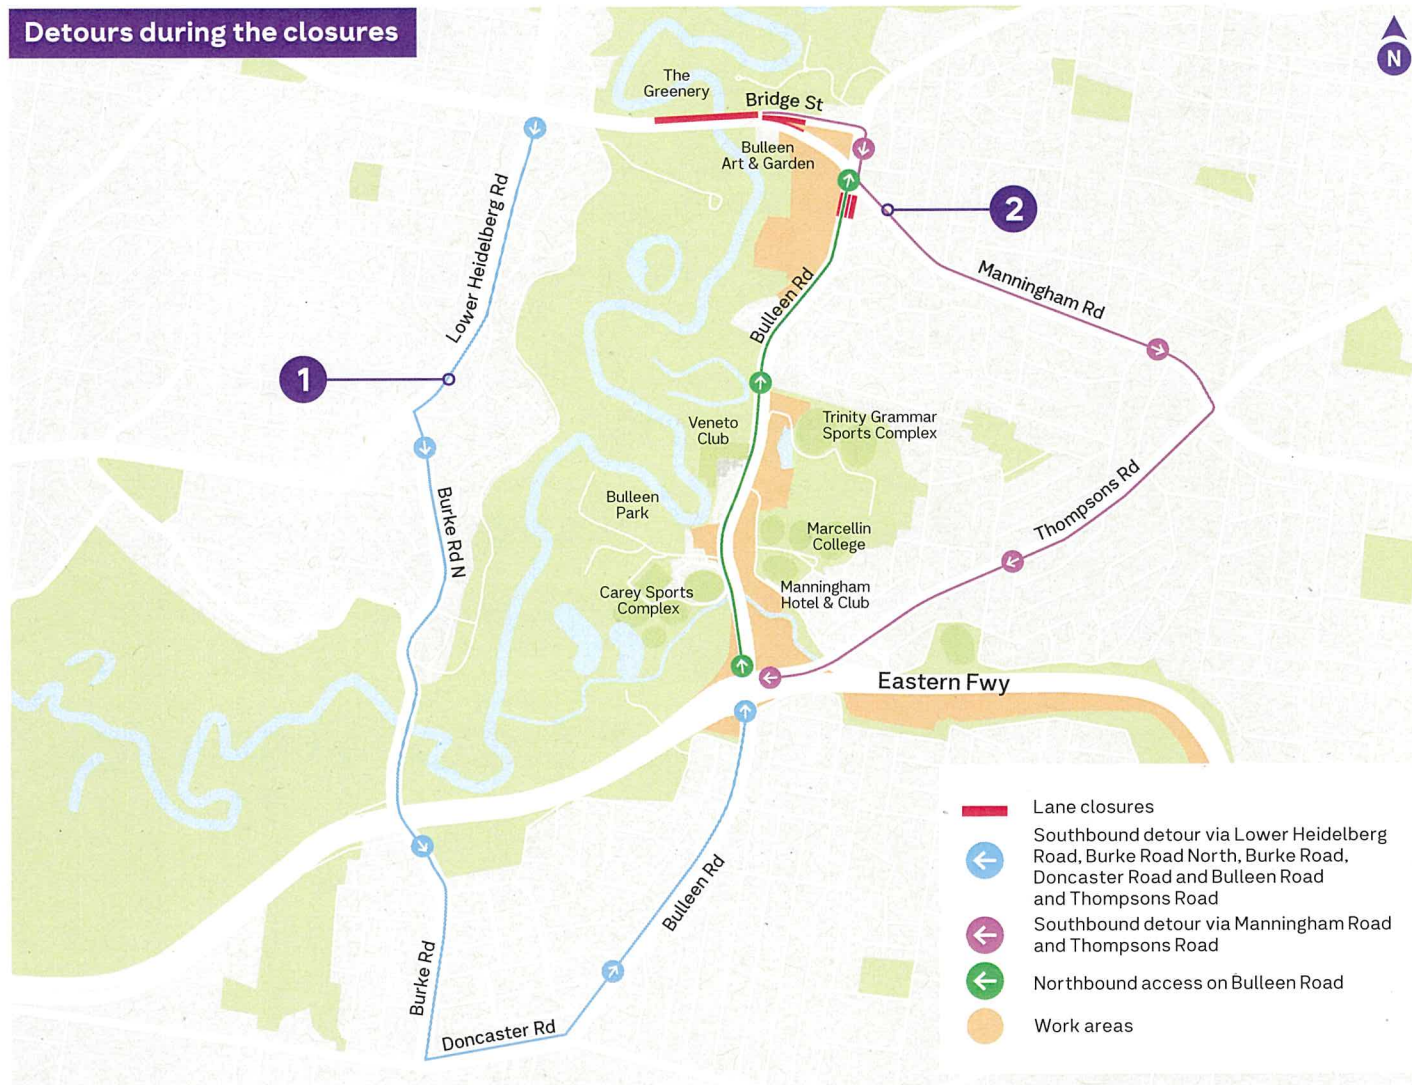 Detours during the closures
N
The
Greenery
Bridge St
Bulleen
Art & Garden
2
Lower Heidelberg Rd
Manningham Rd
Bulleen Rd
1
Veneto
Club
Trinity Grammar
Sports Complex
Thompsons Rd
Burke Rd N
Bulleen
Park
Marcellin
College
Carey Sports
Complex
Manningham
Hotel & Club
Eastern Fwy
Bulleen Rd
Burke Rd
Doncaster Rd
Lane closures
Southbound detour via Lower Heidelberg
Road, Burke Road North, Burke Road,
Doncaster Road and Bulleen Road
and Thompsons Road
Southbound detour via Manningham Road
and Thompsons Road
Northbound access on Bulleen Road
Work areas